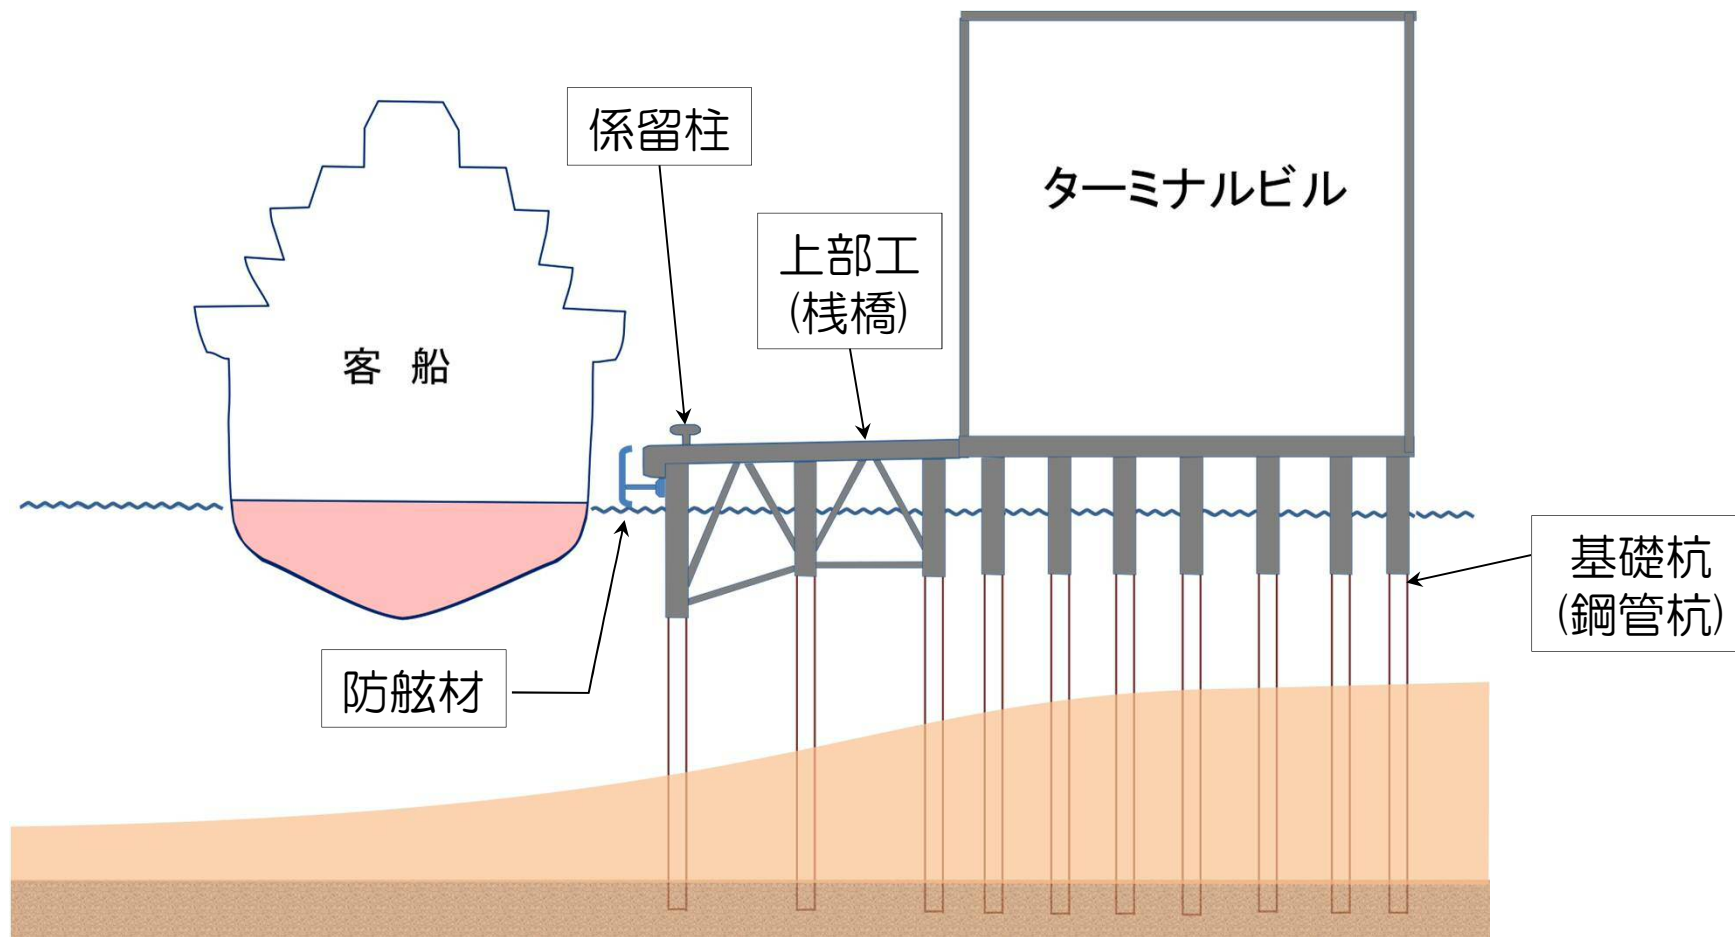 係留柱
上部工
(桟橋)
ターミナルビル
客 船
基礎杭
(鋼管杭)
防舷材